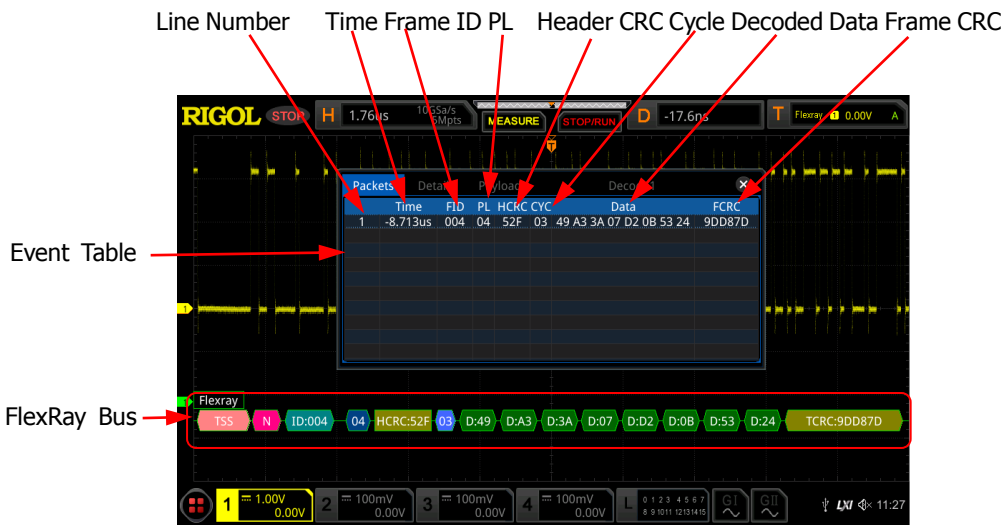 Line Number Time Frame ID PL Header CRC Cycle Decoded Data Frame CRC
RIGOL STOP H 1.76us 10GSa/s 5Mpts MEASURE STOP/RUN D -17.6ns T Flexray 1 0.00V A
T
Packets Details Payload Decode1 X
Time FID PL HCRC CYC Data FCRC
1 -8.713us 004 04 52F 03 49 A3 3A 07 D2 0B 53 24 9DD87D
Event Table
1
Flexray
FlexRay Bus TSS N ID:004 04 HCRC:52F 03 D:49 D:A3 D:3A D:07 D:D2 D:0B D:53 D:24 TCRC:9DD87D
1 1.00V 0.00V 2 100mV 0.00V 3 100mV 0.00V 4 100mV 0.00V L 0 1 2 3 4 5 6 7 8 9 10 11 12 13 14 15 GI GII LXI 11:27